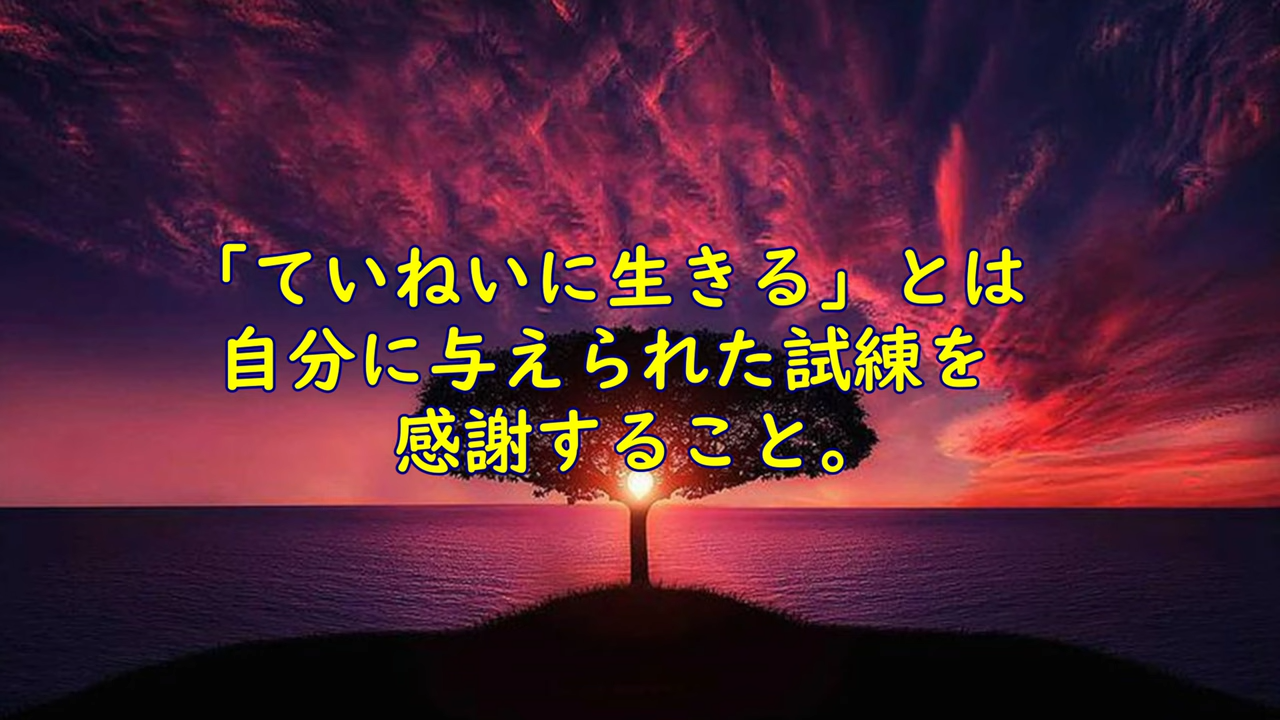 「ていねいに生きる」とは
自分に与えられた試練を
感謝すること。